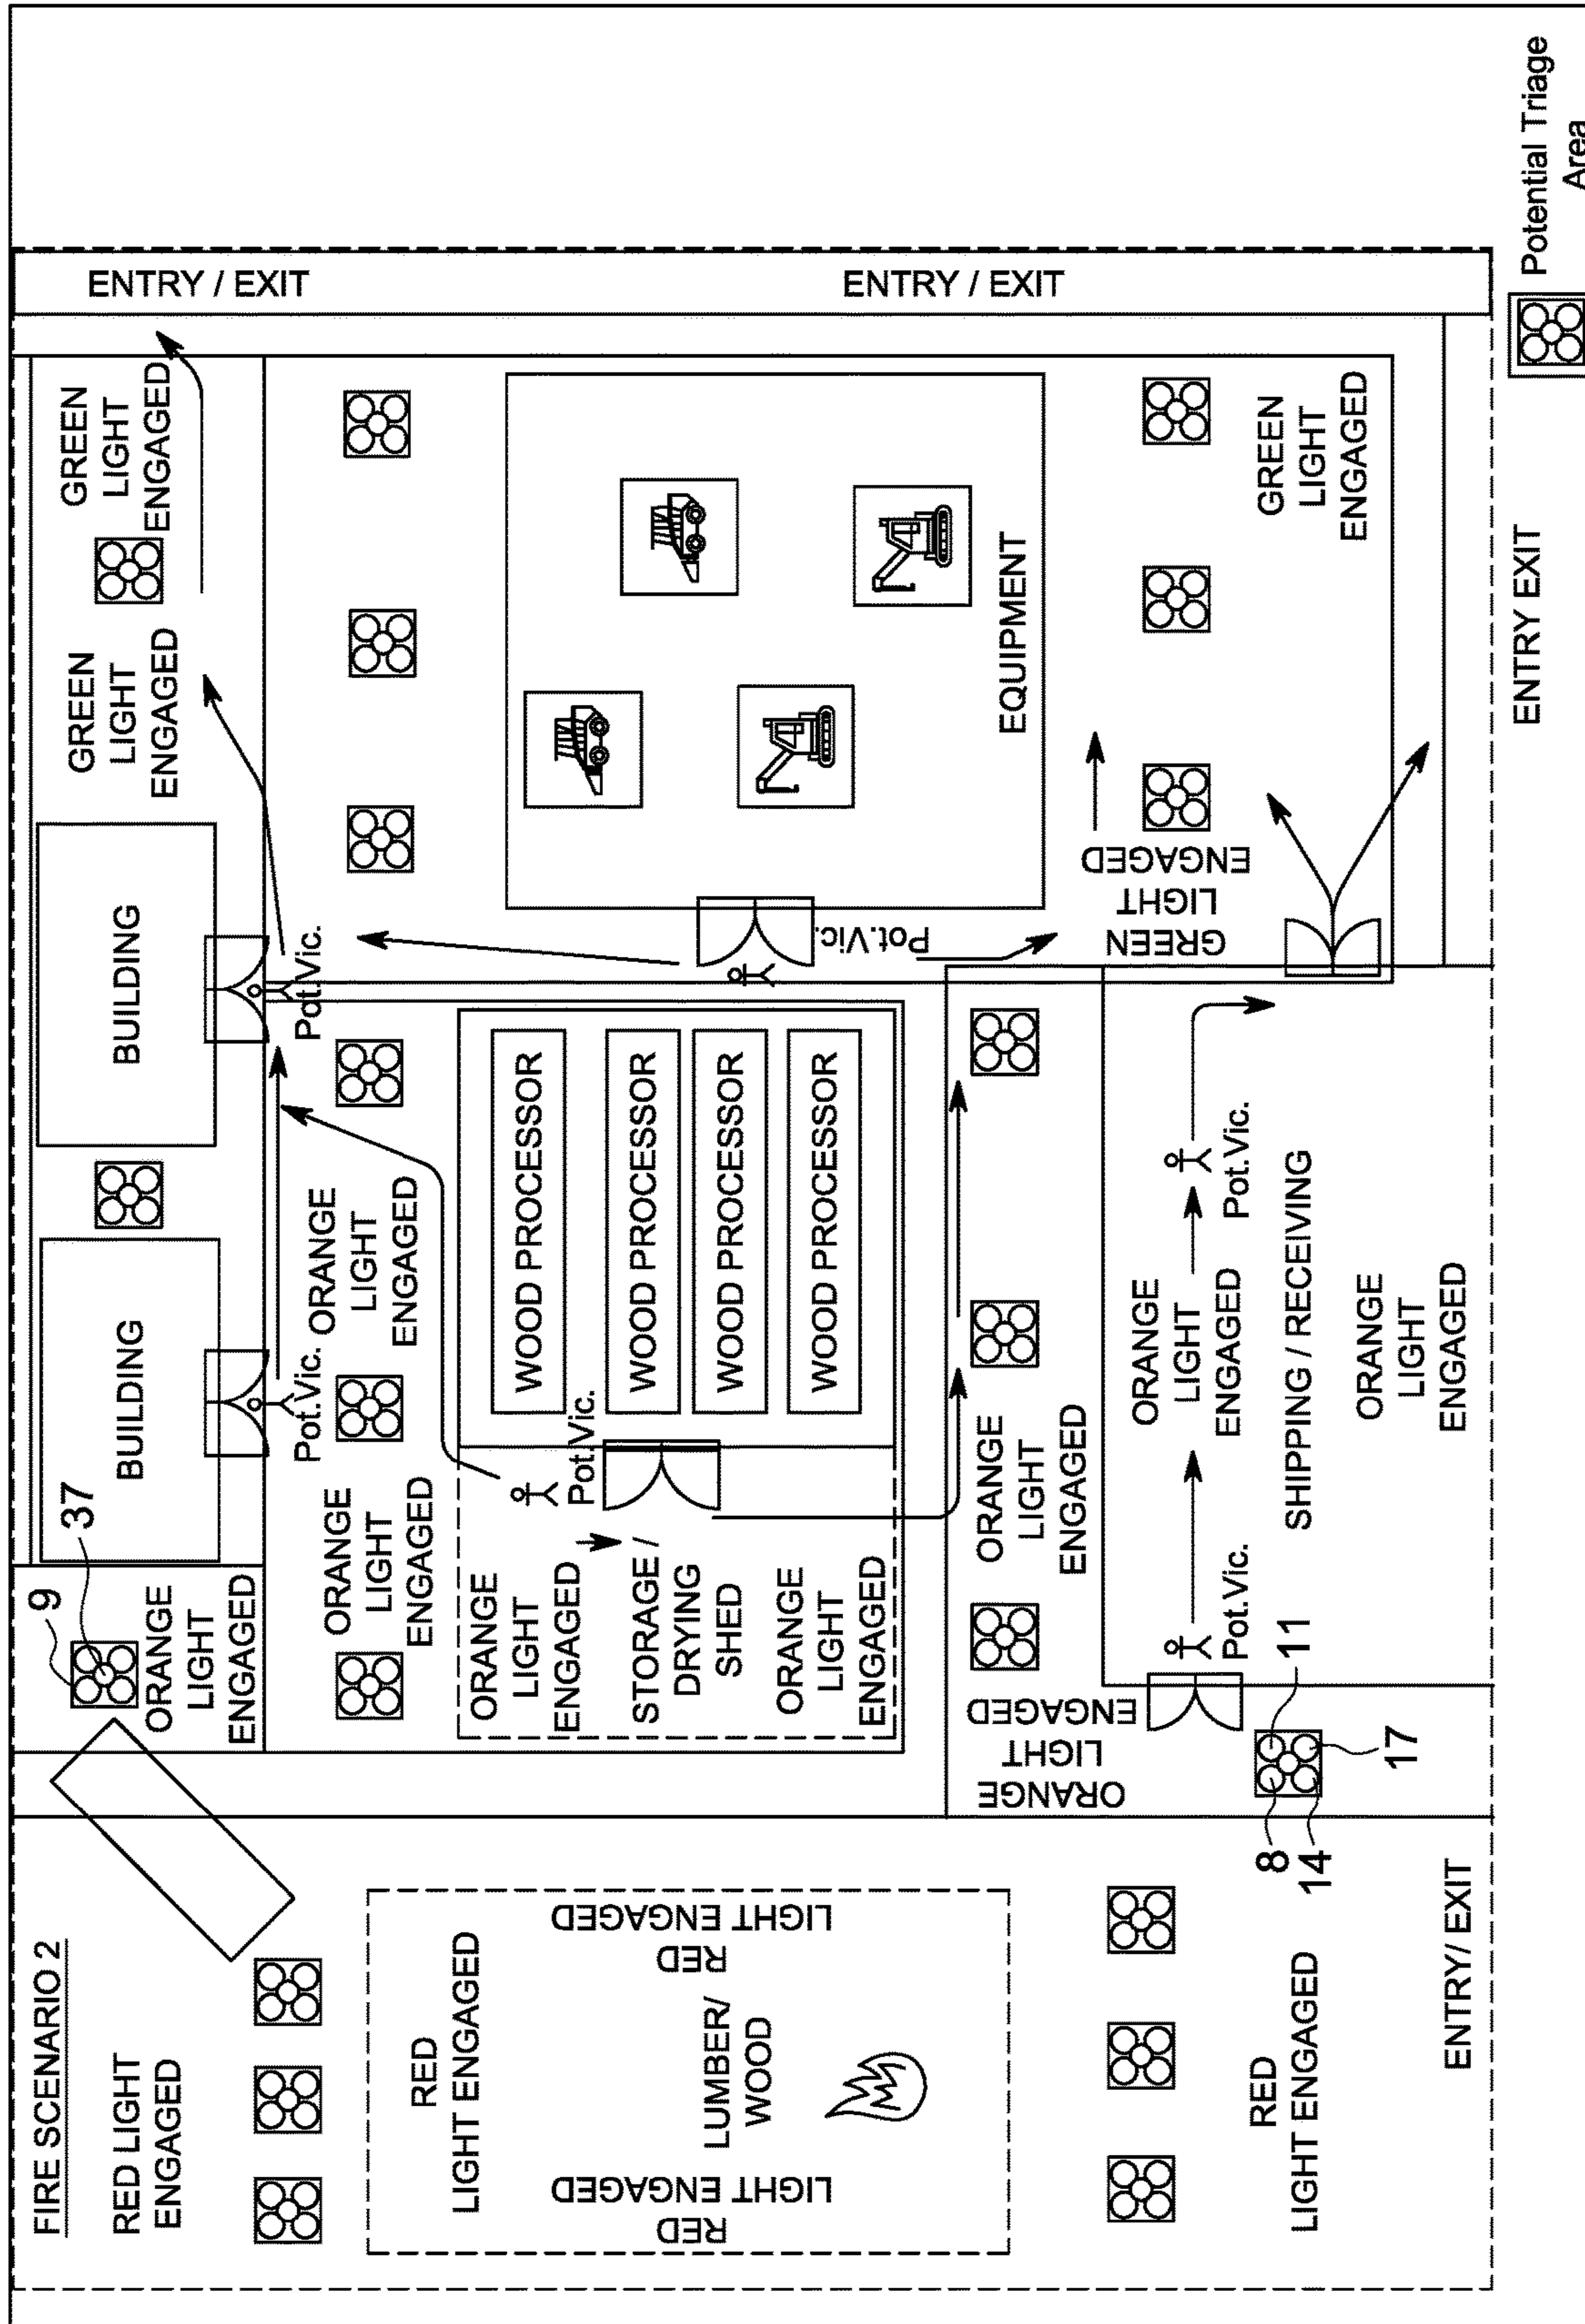 FIRE SCENARIO 2
RED LIGHT
ENGAGED
RED
LIGHT ENGAGED
RED
LIGHT ENGAGED
LUMBER/
WOOD
RED
LIGHT ENGAGED
RED
LIGHT ENGAGED
ENTRY/ EXIT
9
37
ORANGE
LIGHT
ENGAGED
BUILDING
Pot.Vic.
BUILDING
Pot.Vic.
GREEN
LIGHT
ENGAGED
GREEN
LIGHT
ENGAGED
ENTRY / EXIT
ORANGE
LIGHT
ENGAGED
ORANGE
LIGHT
ENGAGED
ORANGE
LIGHT
ENGAGED
STORAGE /
DRYING
SHED
ORANGE
LIGHT
ENGAGED
Pot.Vic.
WOOD PROCESSOR
WOOD PROCESSOR
WOOD PROCESSOR
WOOD PROCESSOR
Pot.Vic.
EQUIPMENT
ENTRY / EXIT
ORANGE
LIGHT
ENGAGED
ORANGE
LIGHT
ENGAGED
GREEN
LIGHT
ENGAGED
GREEN
LIGHT
ENGAGED
8
14
11
17
Pot.Vic.
ORANGE
LIGHT
ENGAGED
Pot.Vic.
SHIPPING / RECEIVING
ORANGE
LIGHT
ENGAGED
ENTRY EXIT
Potential Triage
Area